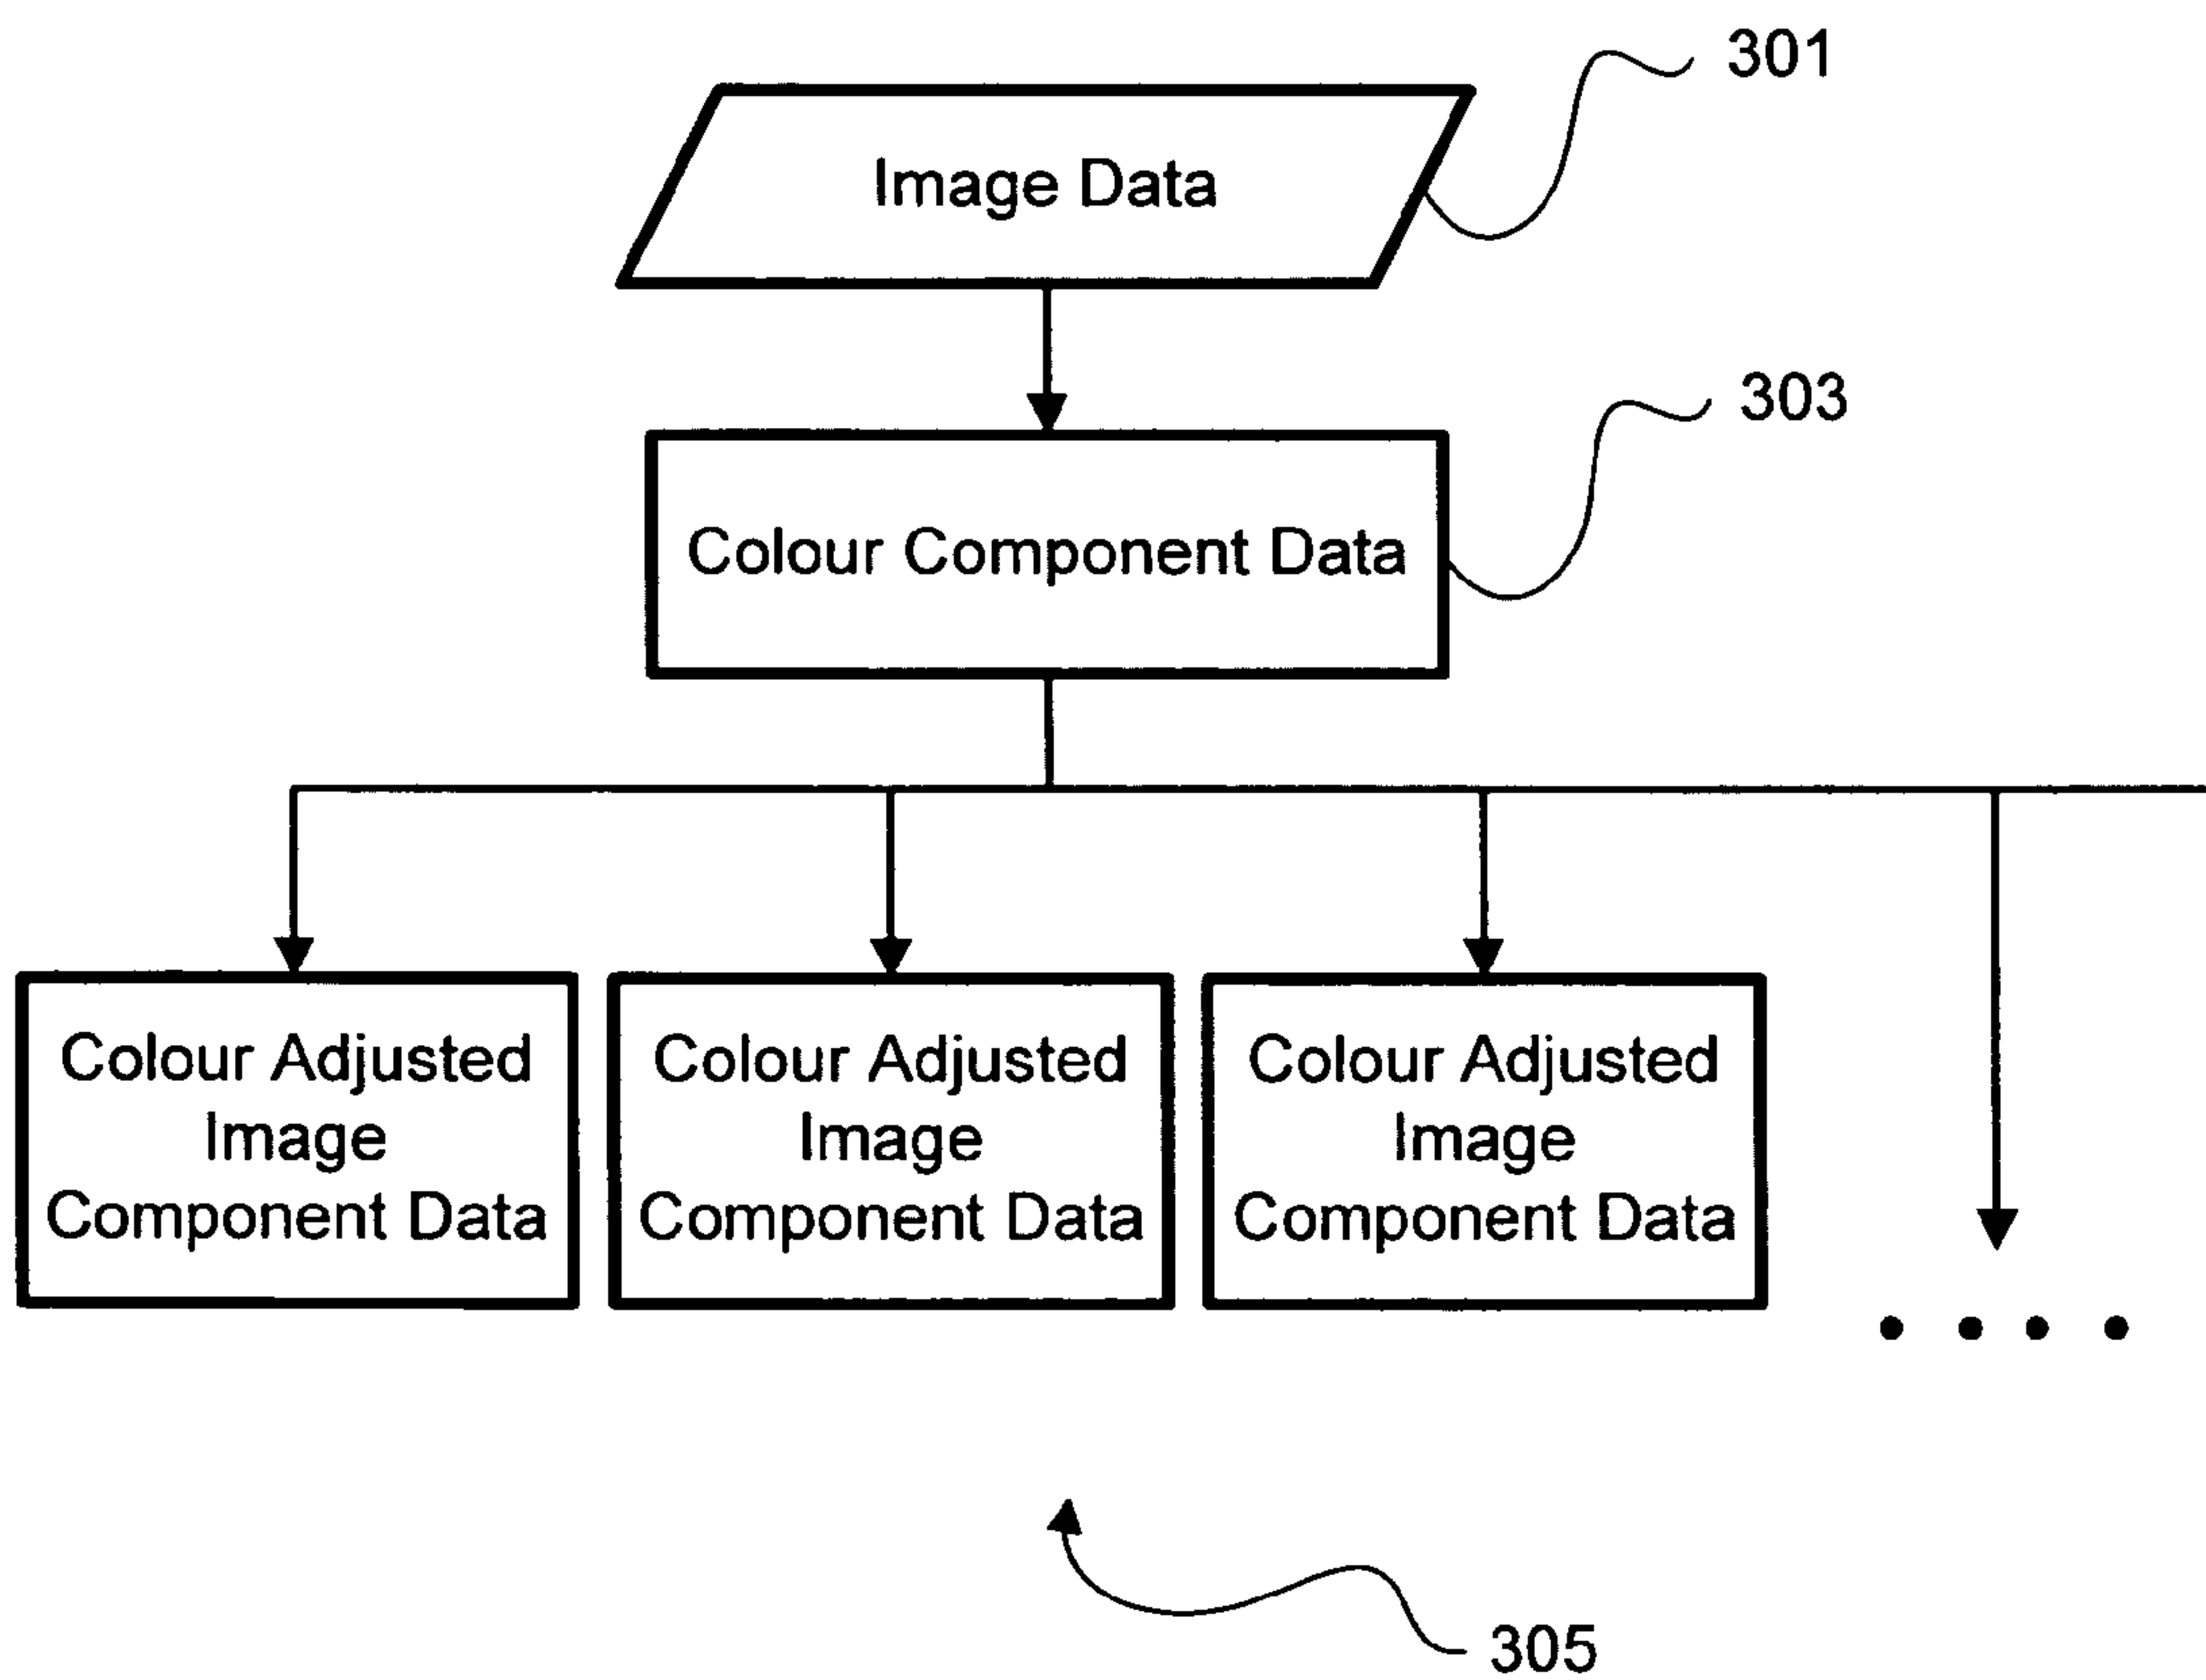 301
Image Data
303
Colour Component Data
Colour Adjusted
Image
Component Data
Colour Adjusted
Image
Component Data
Colour Adjusted
Image
Component Data
305